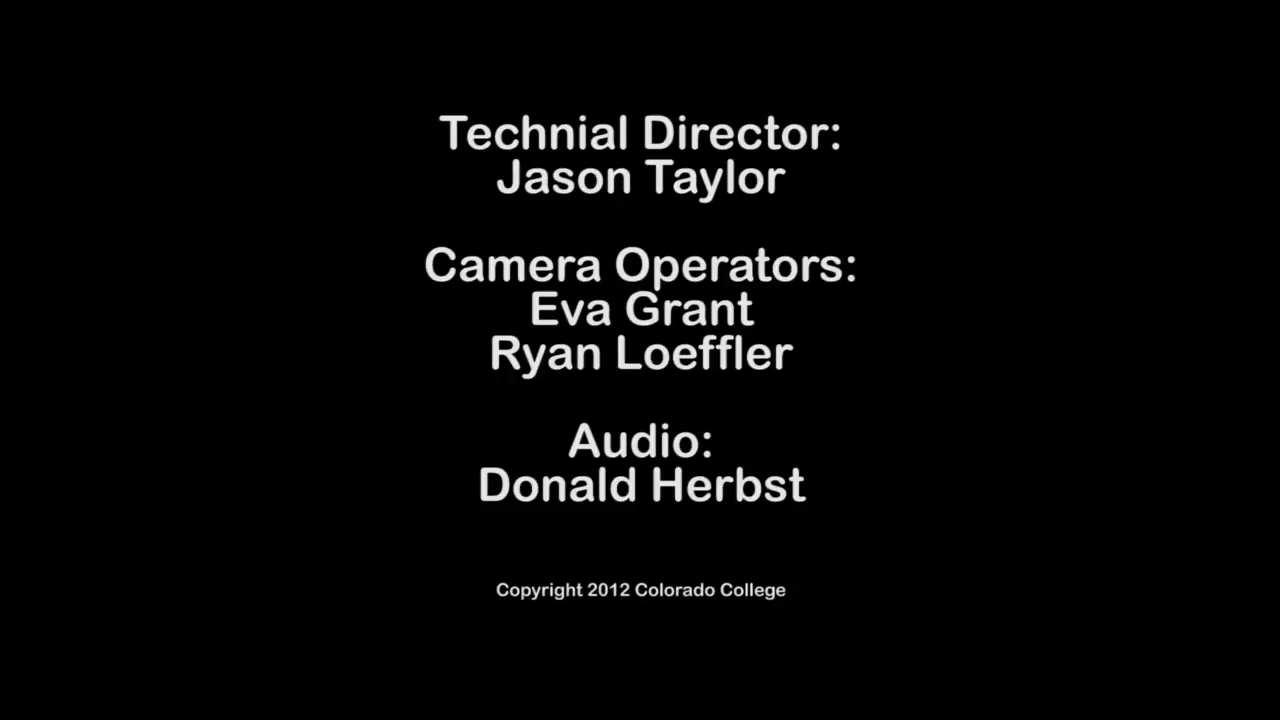 Technial Director:
Jason Taylor
Camera Operators:
Eva Grant
Ryan Loeffler
Audio:
Donald Herbst
Copyright 2012 Colorado College